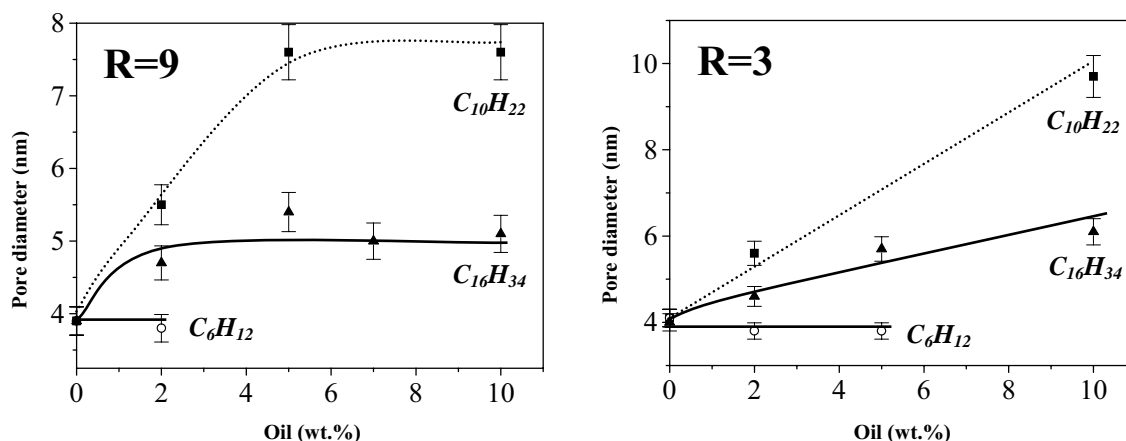 R=9
8
7
6
5
4
Pore diameter (nm)
C₁₀H₂₂
C₁₆H₃₄
C₆H₁₂
0 2 4 6 8 10
Oil (wt.%)
R=3
10
8
6
4
Pore diameter (nm)
C₁₀H₂₂
C₁₆H₃₄
C₆H₁₂
0 2 4 6 8 10
Oil (wt.%)